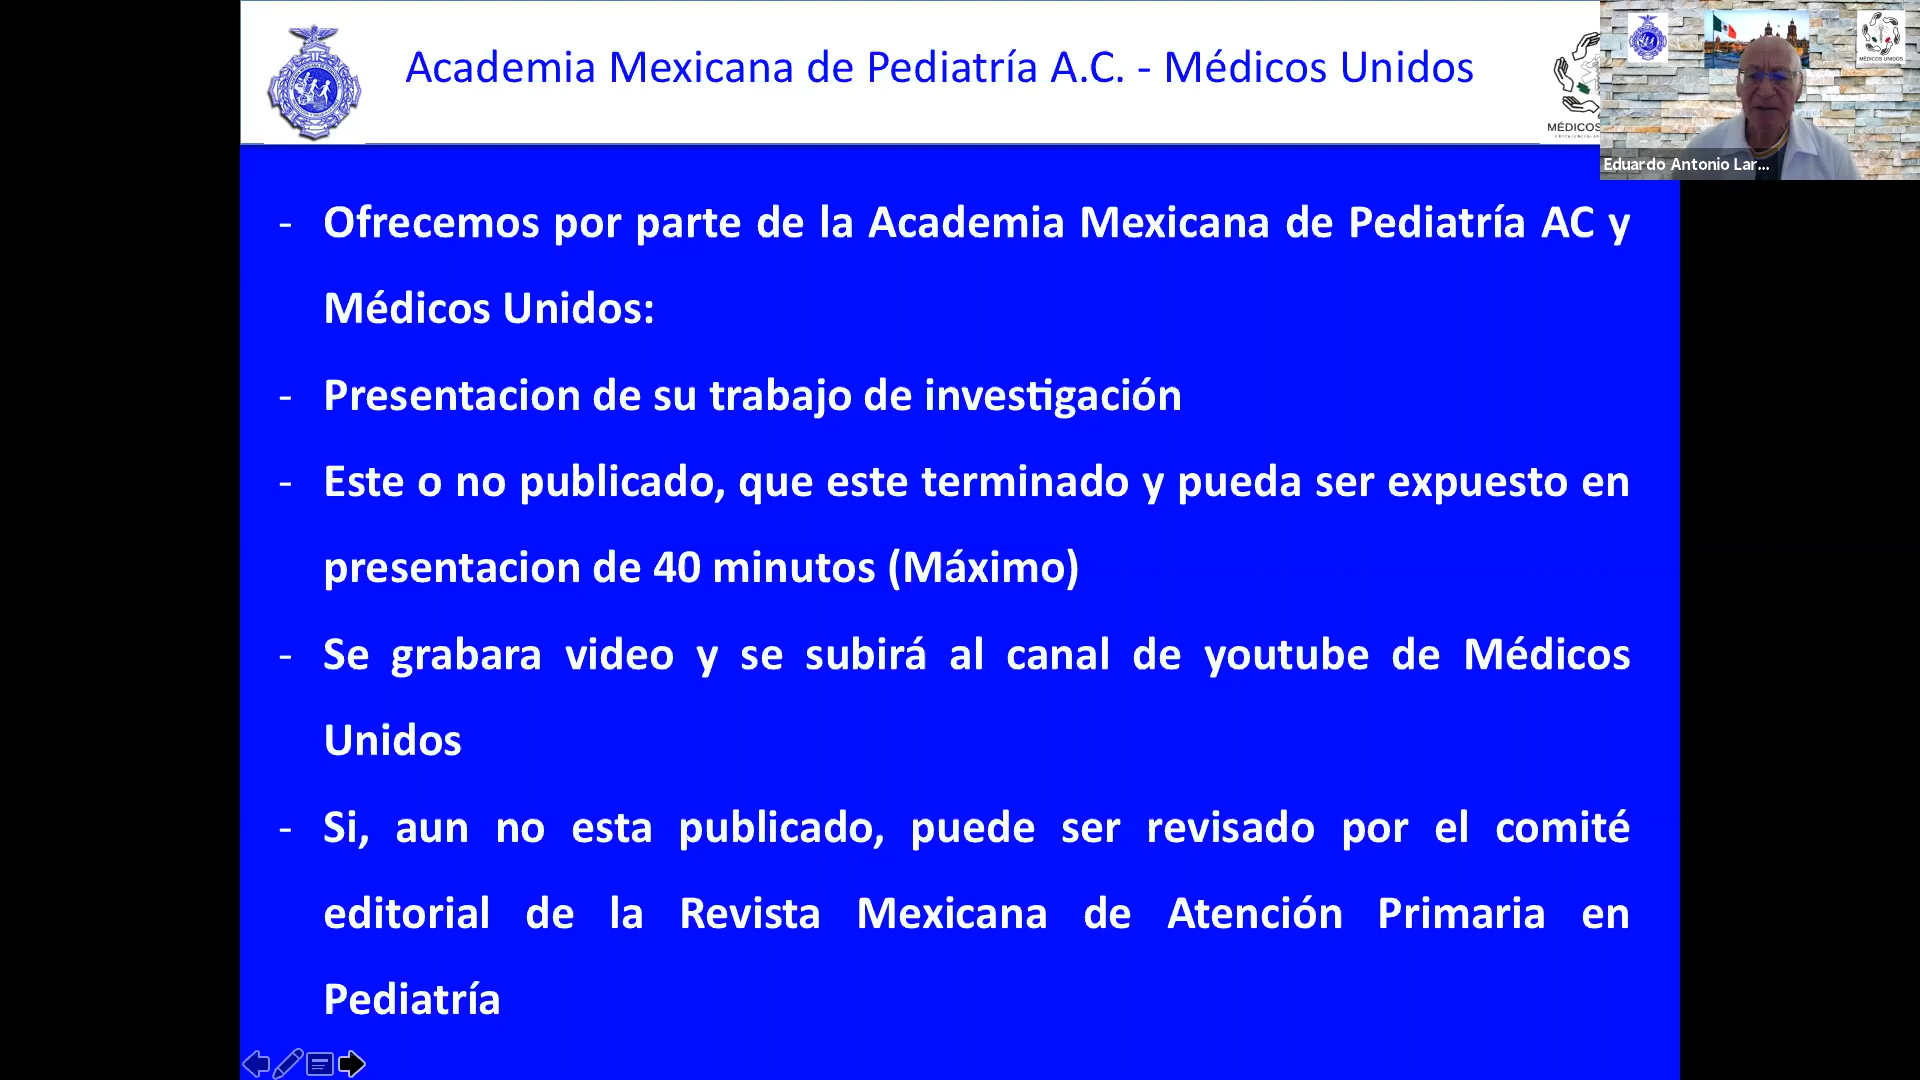 Academia Mexicana de Pediatría A.C. - Médicos Unidos
MÉDICOS
MÉDICOS UNIDOS
Eduardo Antonio Lar...
- Ofrecemos por parte de la Academia Mexicana de Pediatría AC y
Médicos Unidos:
- Presentacion de su trabajo de investigación
- Este o no publicado, que este terminado y pueda ser expuesto en
presentacion de 40 minutos (Máximo)
- Se grabara video y se subirá al canal de youtube de Médicos
Unidos
- Si, aun no esta publicado, puede ser revisado por el comité
editorial de la Revista Mexicana de Atención Primaria en
Pediatría